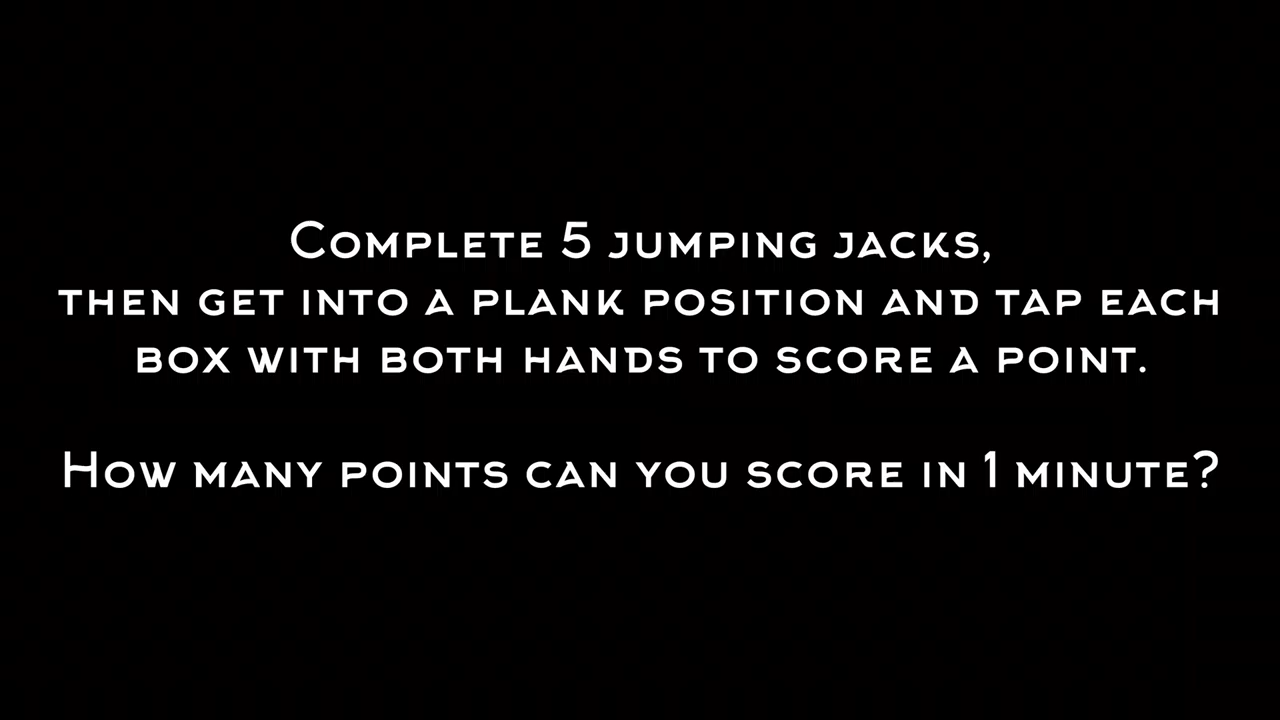 Complete 5 jumping jacks,
then get into a plank position and tap each
box with both hands to score a point.
How many points can you score in 1 minute?